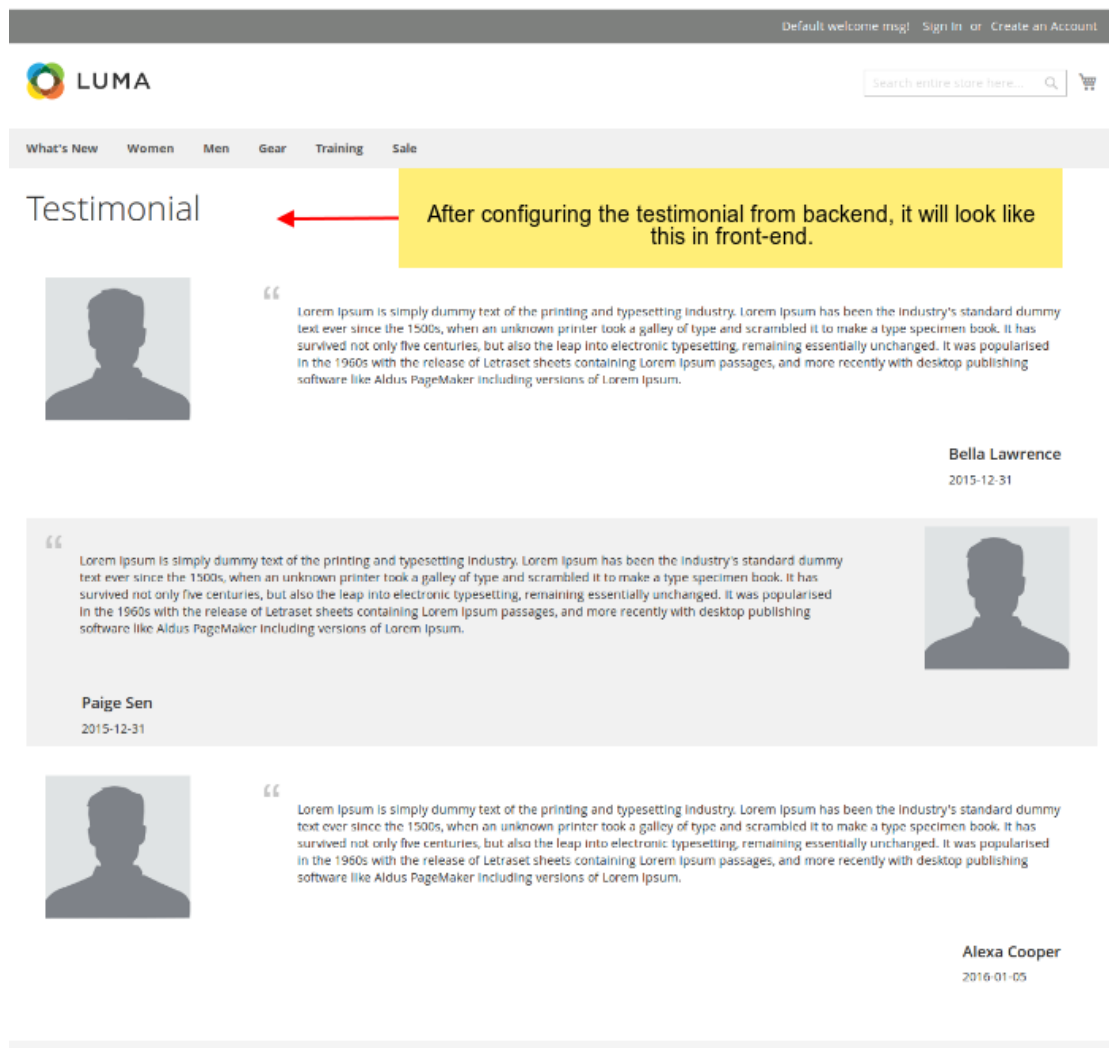 Default welcome msg! Sign In or Create an Account
LUMA
Search entire store here...
What's New Women Men Gear Training Sale
Testimonial
After configuring the testimonial from backend, it will look like
this in front-end.
“
Lorem Ipsum is simply dummy text of the printing and typesetting industry. Lorem Ipsum has been the industry's standard dummy
text ever since the 1500s, when an unknown printer took a galley of type and scrambled it to make a type specimen book. It has
survived not only five centuries, but also the leap into electronic typesetting, remaining essentially unchanged. It was popularised
in the 1960s with the release of Letraset sheets containing Lorem Ipsum passages, and more recently with desktop publishing
software like Aldus PageMaker including versions of Lorem Ipsum.
Bella Lawrence
2015-12-31
“
Lorem Ipsum is simply dummy text of the printing and typesetting industry. Lorem Ipsum has been the industry's standard dummy
text ever since the 1500s, when an unknown printer took a galley of type and scrambled it to make a type specimen book. It has
survived not only five centuries, but also the leap into electronic typesetting, remaining essentially unchanged. It was popularised
in the 1960s with the release of Letraset sheets containing Lorem Ipsum passages, and more recently with desktop publishing
software like Aldus PageMaker including versions of Lorem Ipsum.
Paige Sen
2015-12-31
“
Lorem Ipsum is simply dummy text of the printing and typesetting industry. Lorem Ipsum has been the industry's standard dummy
text ever since the 1500s, when an unknown printer took a galley of type and scrambled it to make a type specimen book. It has
survived not only five centuries, but also the leap into electronic typesetting, remaining essentially unchanged. It was popularised
in the 1960s with the release of Letraset sheets containing Lorem Ipsum passages, and more recently with desktop publishing
software like Aldus PageMaker including versions of Lorem Ipsum.
Alexa Cooper
2016-01-05